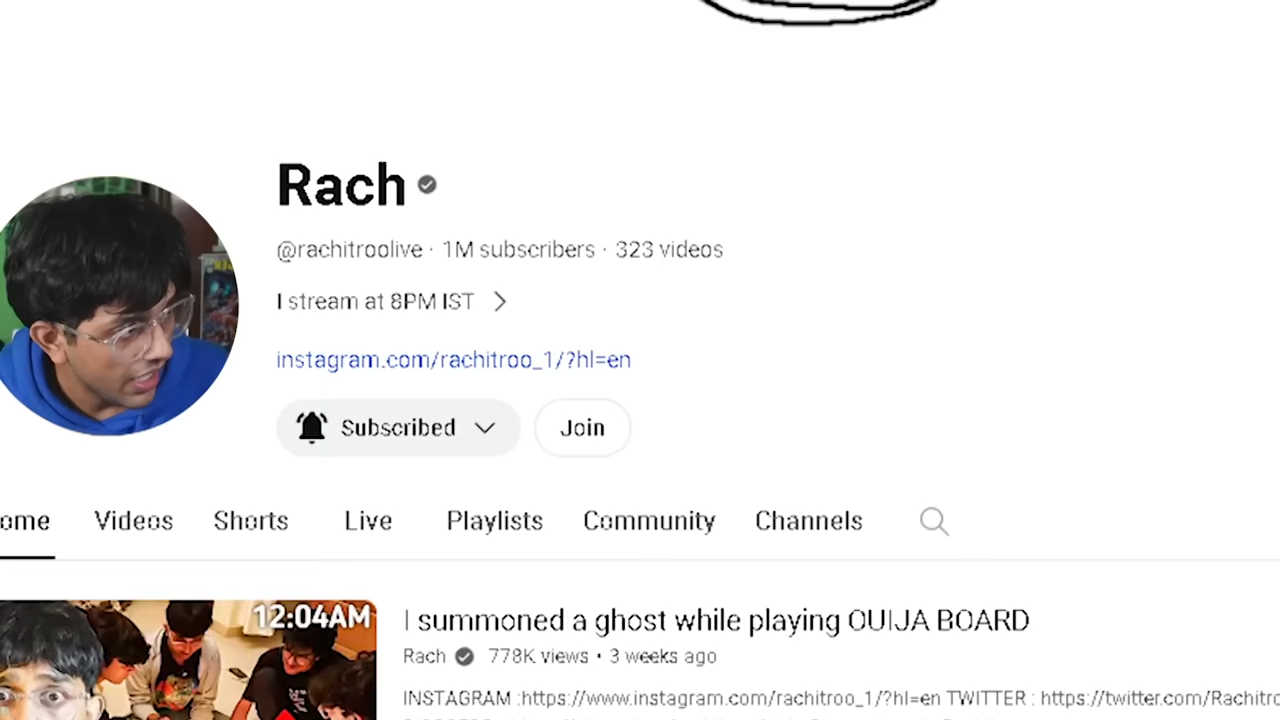 Rach
@rachitroolive · 1M subscribers · 323 videos
I stream at 8PM IST
instagram.com/rachitroo_1/?hl=en
Subscribed
Join
ome Videos Shorts Live Playlists Community Channels
12:04AM
I summoned a ghost while playing OUIJA BOARD
Rach 778K views • 3 weeks ago
INSTAGRAM :https://www.instagram.com/rachitroo_1/?hl=en TWITTER : https://twitter.com/Rachitro